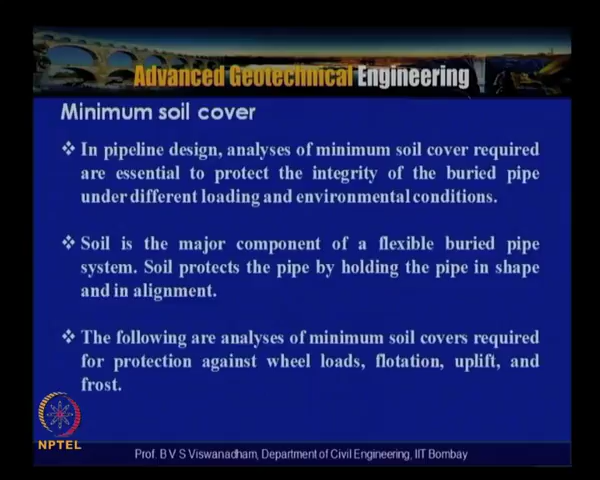 Advanced Geotechnical Engineering
Minimum soil cover
❖ In pipeline design, analyses of minimum soil cover required
are essential to protect the integrity of the buried pipe
under different loading and environmental conditions.
❖ Soil is the major component of a flexible buried pipe
system. Soil protects the pipe by holding the pipe in shape
and in alignment.
❖ The following are analyses of minimum soil covers required
for protection against wheel loads, flotation, uplift, and
frost.
NPTEL
Prof. B V S Viswanadham, Department of Civil Engineering, IIT Bombay